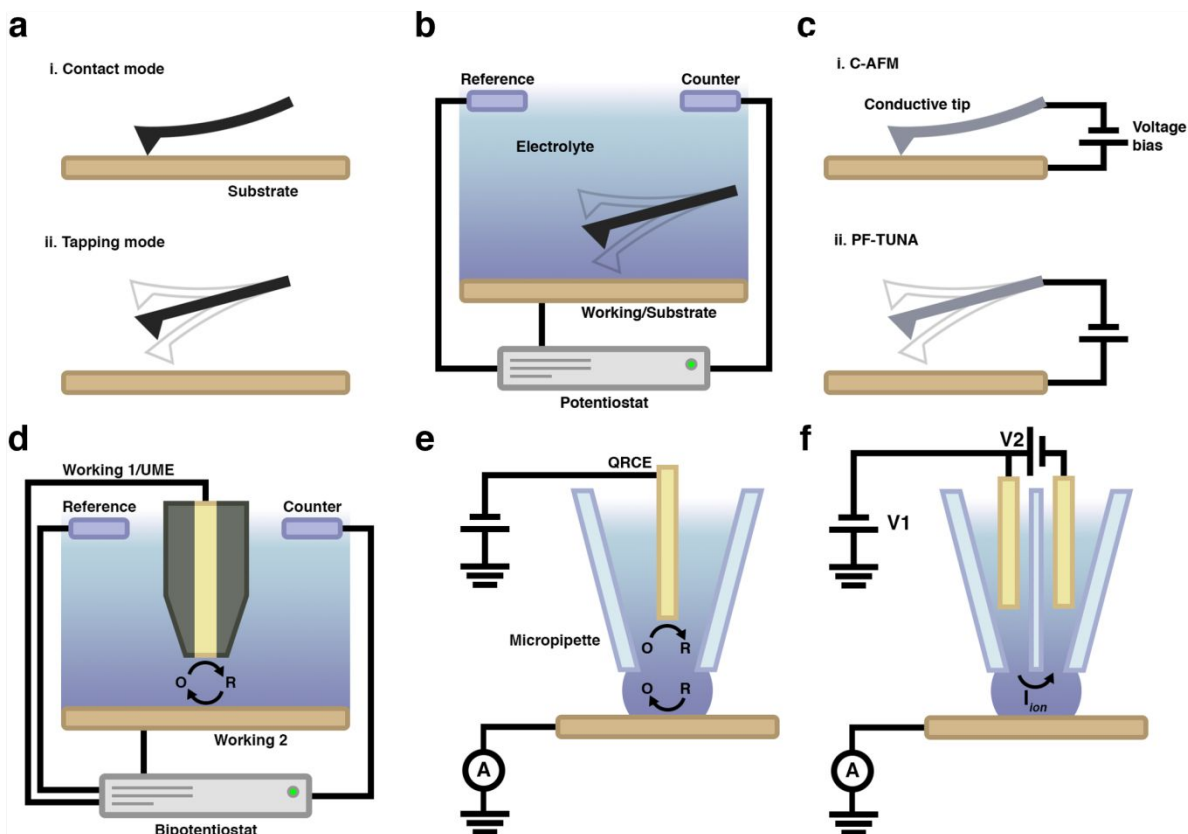 a
i. Contact mode
Substrate
ii. Tapping mode
b
Reference
Counter
Electrolyte
Working/Substrate
Potentiostat
c
i. C-AFM
Conductive tip
Voltage
bias
ii. PF-TUNA
d
Working 1/UME
Reference
Counter
O
R
Working 2
Bipotentiostat
e
QRCE
Micropipette
O
R
O
R
A
f
V2
V1
Iion
A